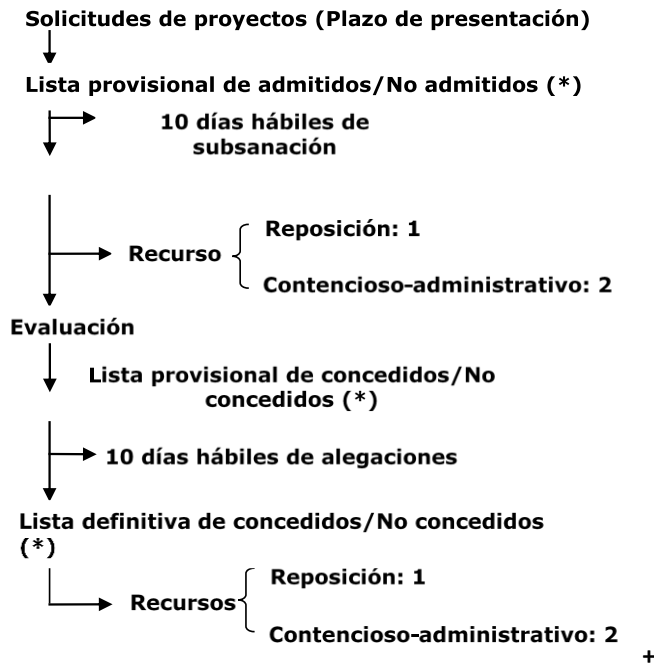 Solicitudes de proyectos (Plazo de presentación)
Lista provisional de admitidos/No admitidos (*)
10 días hábiles de
subsanación
Reposición: 1
Recurso
Contencioso-administrativo: 2
Evaluación
Lista provisional de concedidos/No
concedidos (*)
10 días hábiles de alegaciones
Lista definitiva de concedidos/No concedidos
(*)
Reposición: 1
Recursos
Contencioso-administrativo: 2
+